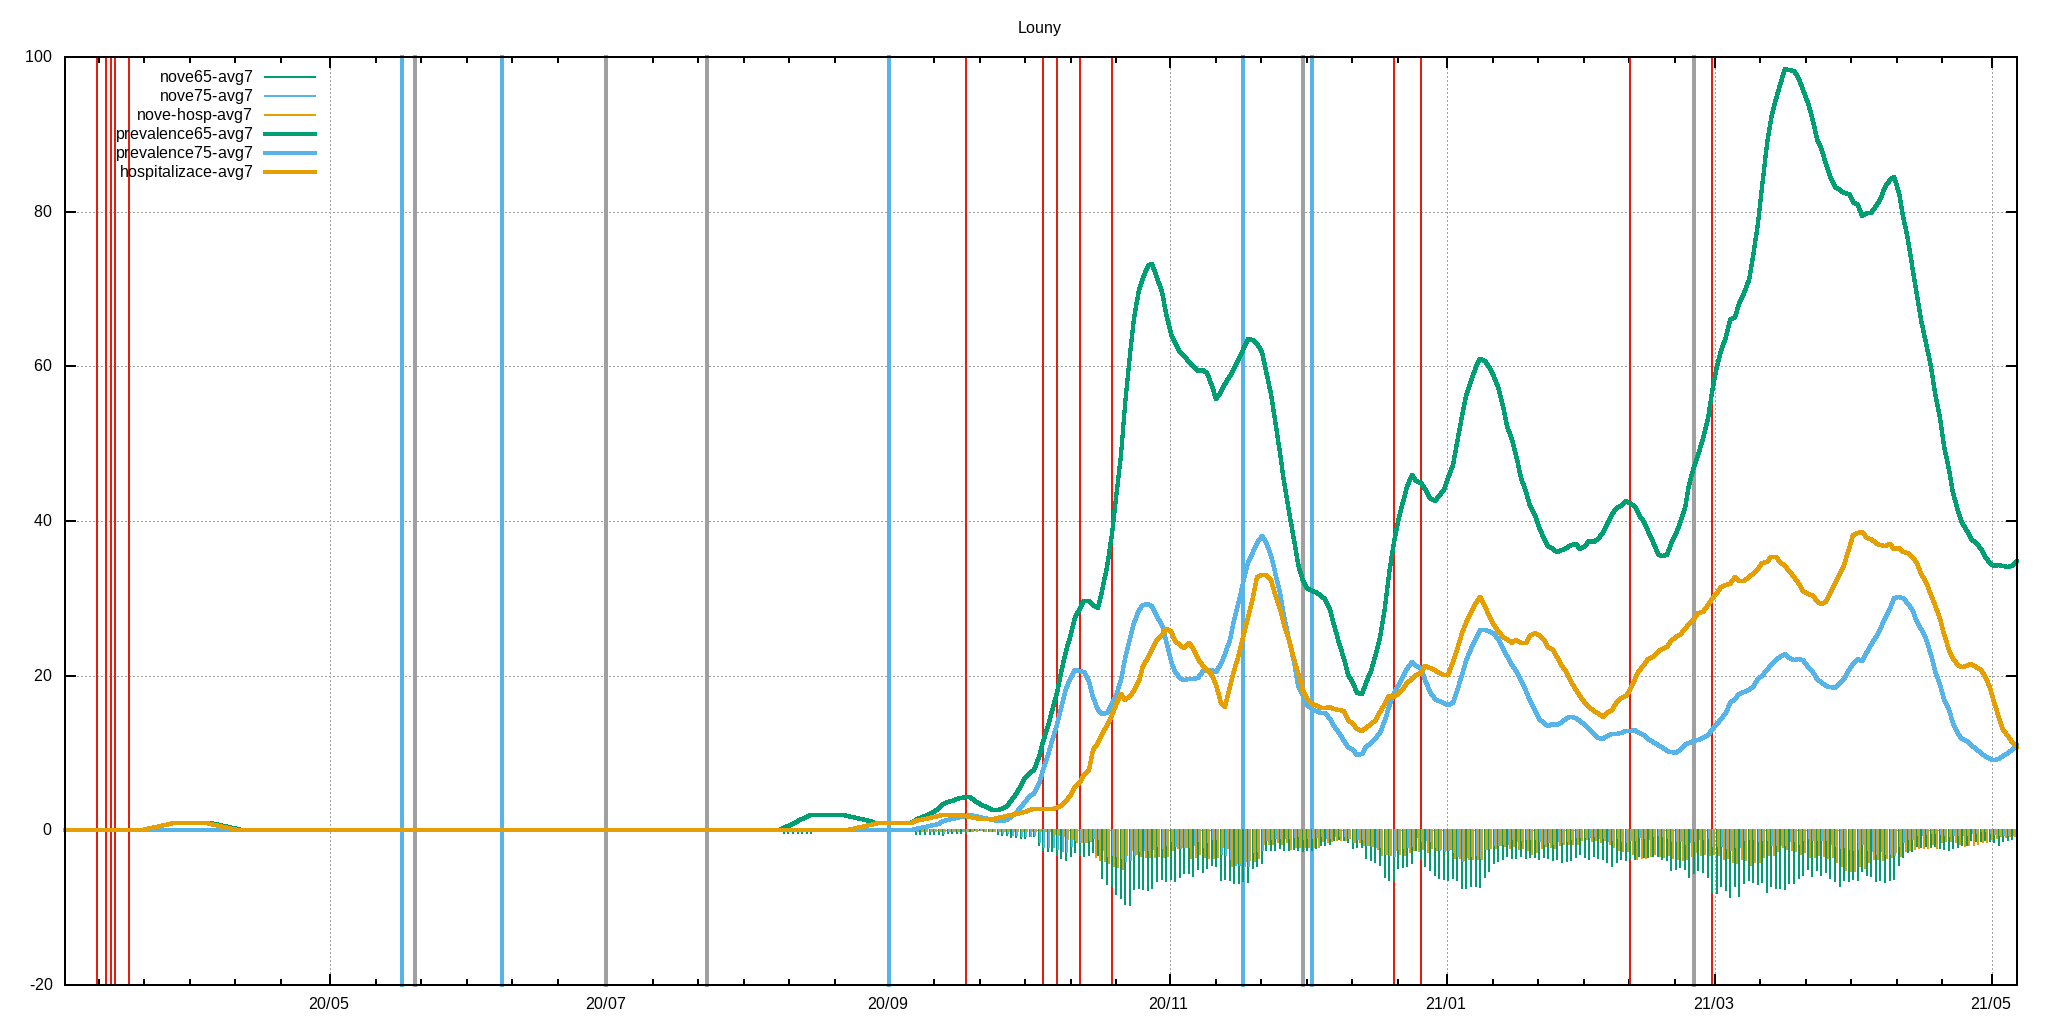 Louny
100
nove65-avg7
nove75-avg7
nove-hosp-avg7
prevalence65-avg7
prevalence75-avg7
hospitalizace-avg7
80
60
40
20
0
-20
20/05 20/07 20/09 20/11 21/01 21/03 21/05